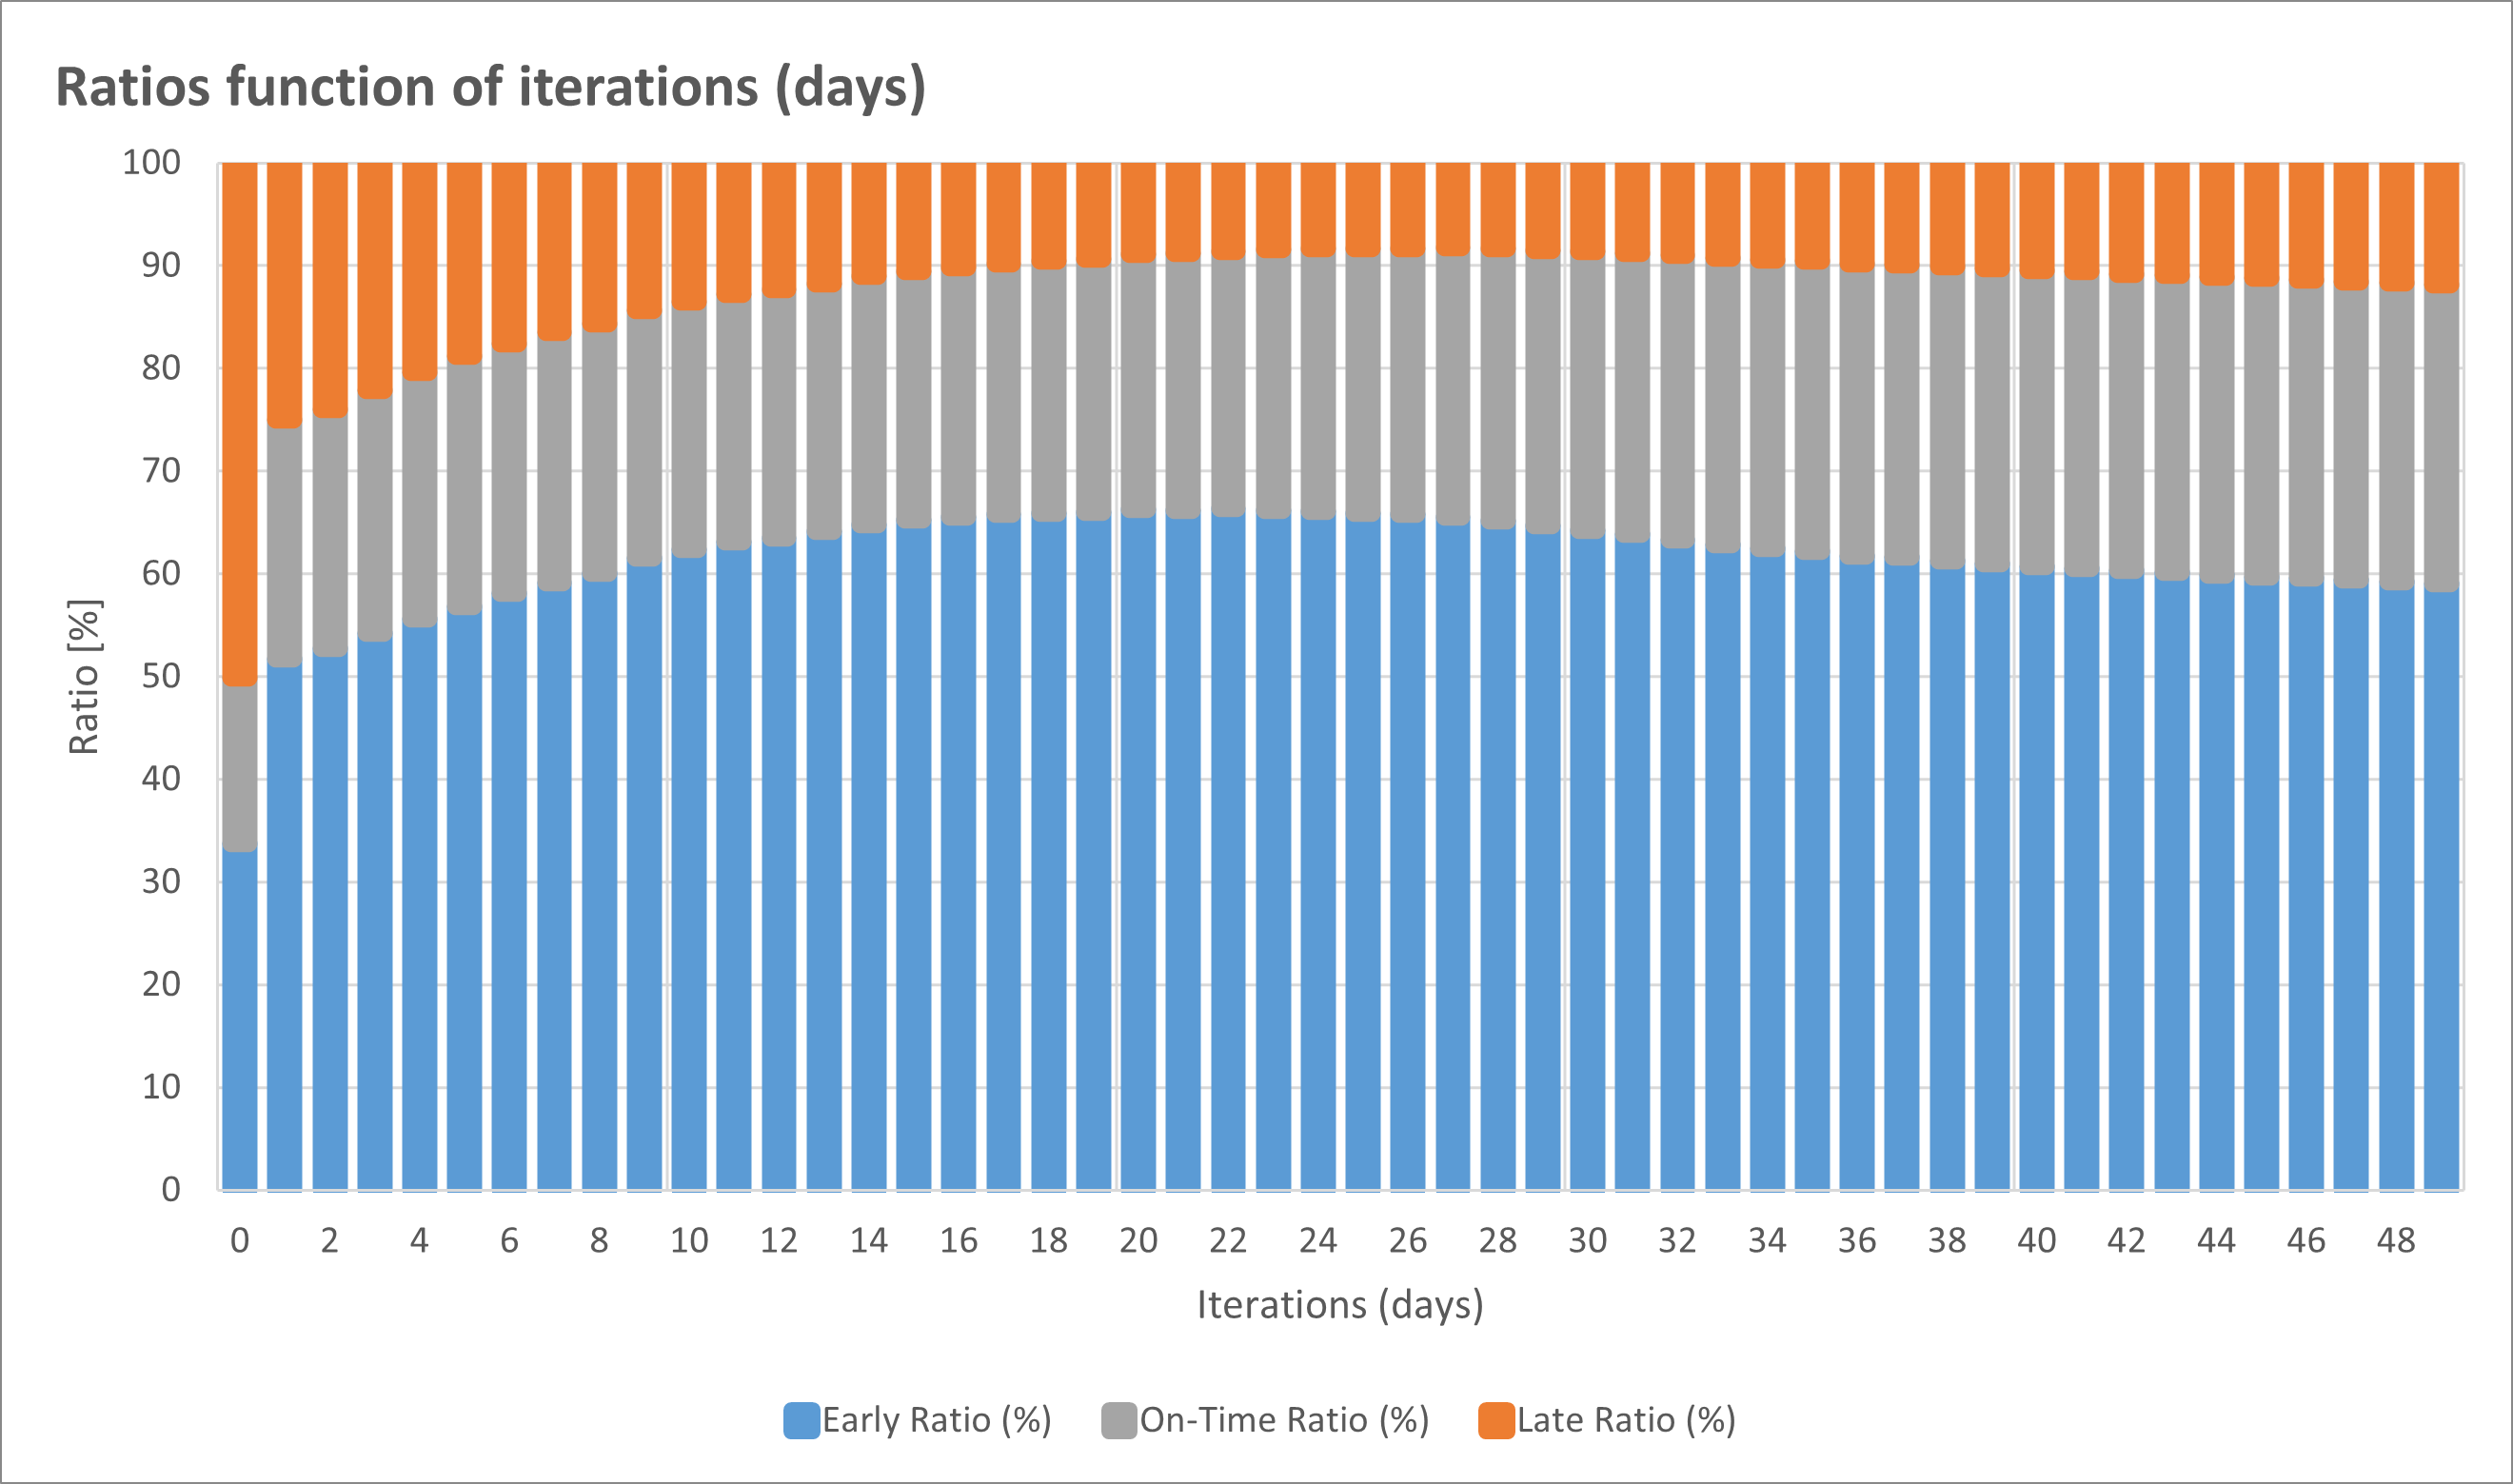 Ratios function of iterations (days)
100
90
80
70
60
50
40
30
20
10
0
Ratio [%]
0 2 4 6 8 10 12 14 16 18 20 22 24 26 28 30 32 34 36 38 40 42 44 46 48
Iterations (days)
Early Ratio (%) On-Time Ratio (%) Late Ratio (%)